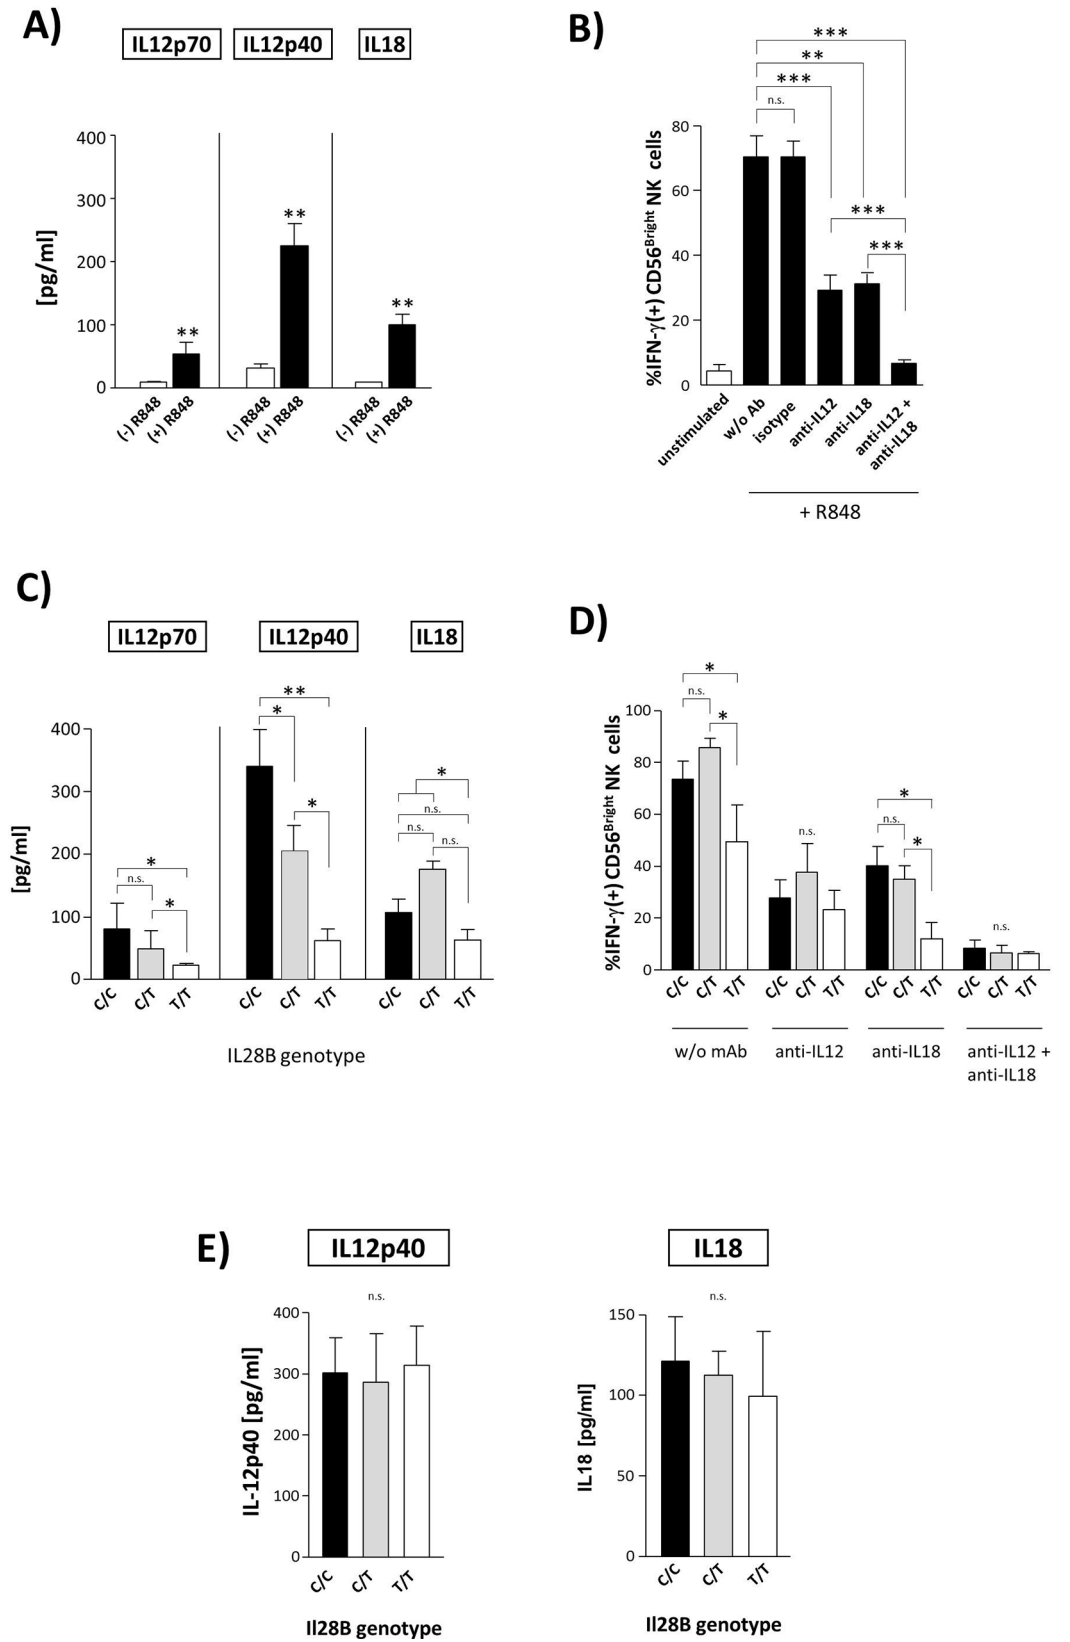 A)
IL12p70 IL12p40 IL18
[pg/ml]
400
300
200
100
0
** ** **
(-) R848 (+) R848 (-) R848 (+) R848 (-) R848 (+) R848
B)
***
**
***
n.s.
***
***
%IFN-γ(+) CD56Bright NK cells
80
60
40
20
0
unstimulated w/o Ab isotype anti-IL12 anti-IL18 anti-IL12 + anti-IL18
+ R848
C)
IL12p70 IL12p40 IL18
[pg/ml]
400
300
200
100
0
*
n.s.
*
**
*
*
*
n.s.
n.s.
n.s.
C/C C/T T/T C/C C/T T/T C/C C/T T/T
IL28B genotype
D)
%IFN-γ(+) CD56Bright NK cells
100
80
60
40
20
0
*
n.s.
*
n.s.
*
n.s.
*
n.s.
C/C C/T T/T C/C C/T T/T C/C C/T T/T C/C C/T T/T
w/o mAb anti-IL12 anti-IL18 anti-IL12 +
anti-IL18
E)
IL12p40
n.s.
IL-12p40 [pg/ml]
400
300
200
100
0
C/C C/T T/T
Il28B genotype
IL18
n.s.
IL18 [pg/ml]
150
100
50
0
C/C C/T T/T
Il28B genotype